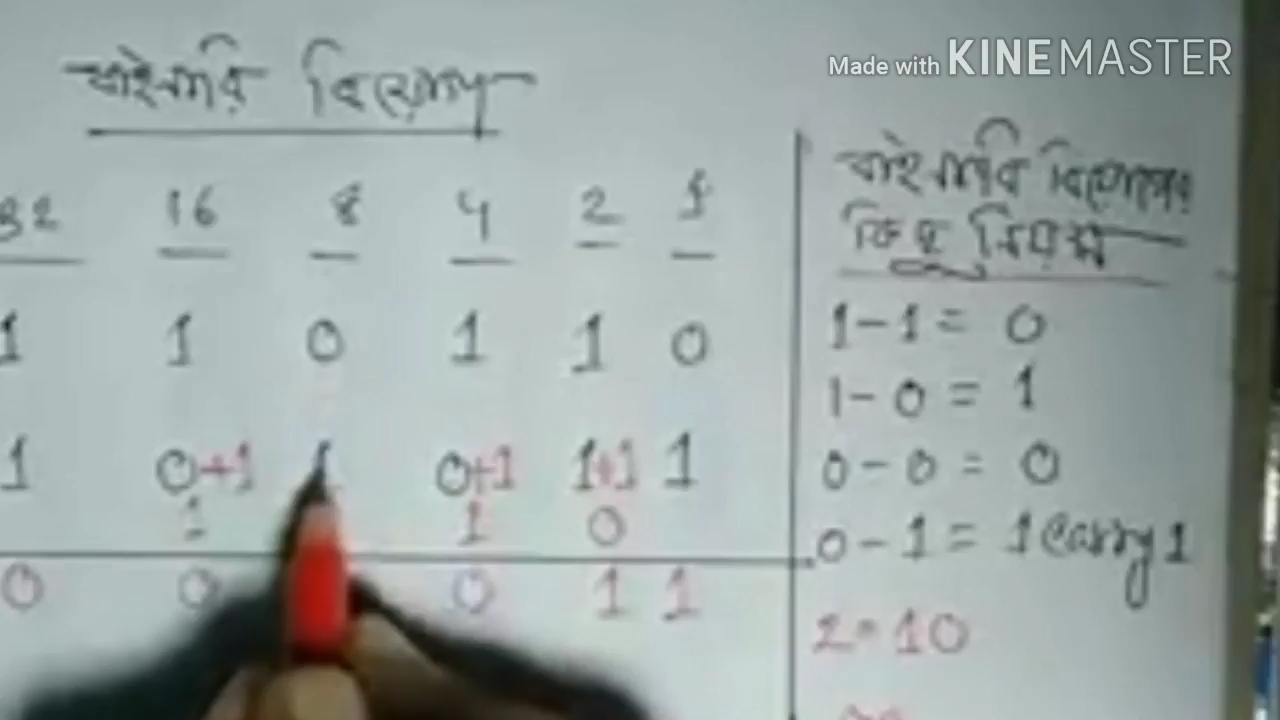 Made with KINEMASTER
বাইনারি বিয়োগ
32 16 8 4 2 1
1 1 0 1 1 0
1 0+1 1 0+1 1+1 1
1 1 0
0 0 0 1 1
বাইনারি বিয়োগের
কিছু নিয়ম
1-1= 0
1-0 = 1
0-0 = 0
0-1 = 1 carry 1
2=10